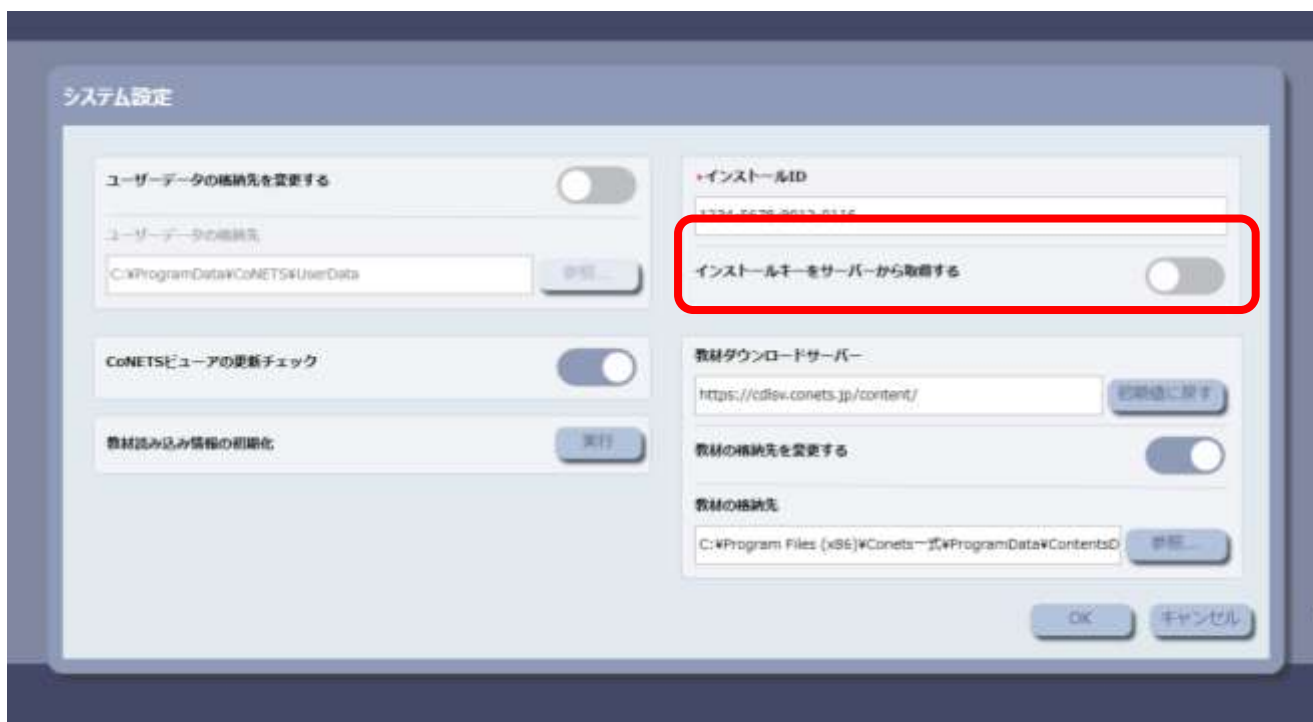 システム設定
ユーザーデータの格納先を変更する
ユーザーデータの格納先
C:¥ProgramData¥CoNETS¥UserData
参照...
CoNETSビューアの更新チェック
教材読み込み情報の初期化
実行
*インストールID
インストールキーをサーバーから取得する
教材ダウンロードサーバー
https://cdlsv.conets.jp/content/
初期値に戻す
教材の格納先を変更する
教材の格納先
C:¥Program Files (x86)¥Conets一式¥ProgramData¥ContentsD
参照...
OK
キャンセル